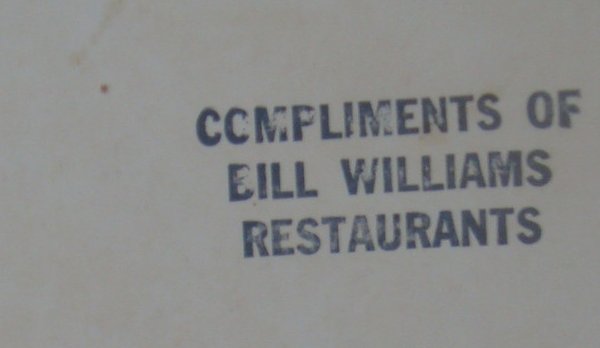 COMPLIMENTS OF
BILL WILLIAMS
RESTAURANTS